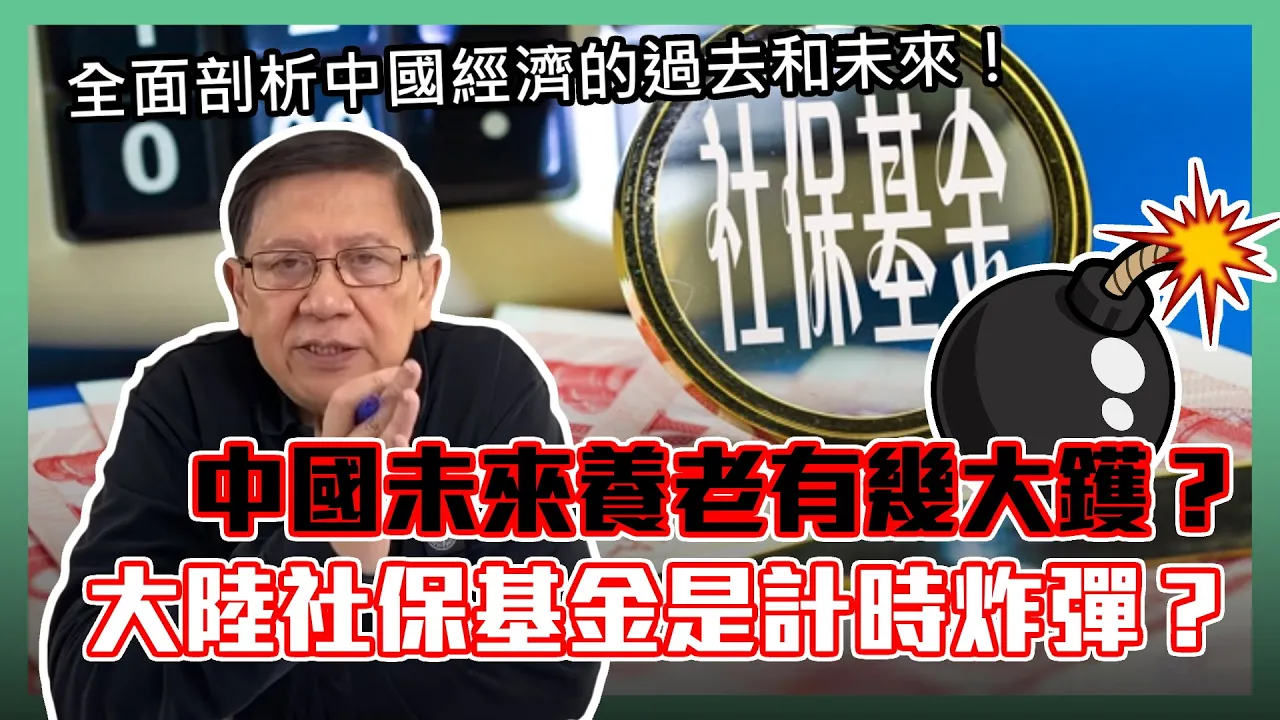 全面剖析中國經濟的過去和未來！
社保基金
0
中國未來養老有幾大鑊？
大陸社保基金是計時炸彈？